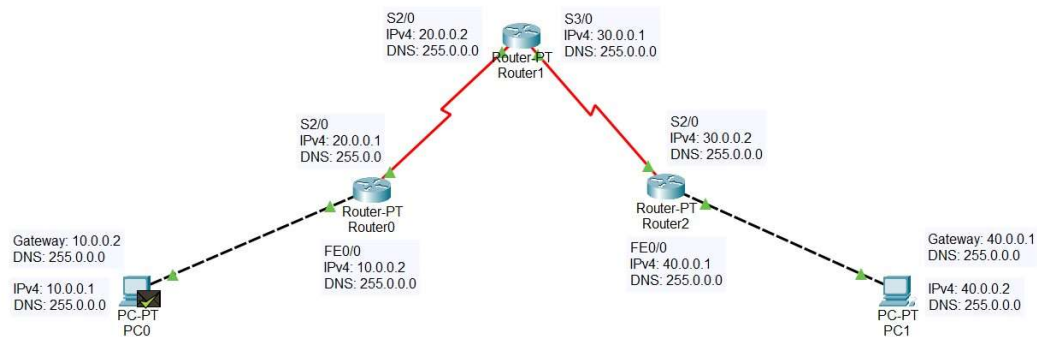 S2/0
IPv4: 20.0.0.2
DNS: 255.0.0.0
S3/0
IPv4: 30.0.0.1
DNS: 255.0.0.0
Router-PT
Router1
S2/0
IPv4: 20.0.0.1
DNS: 255.0.0
S2/0
IPv4: 30.0.0.2
DNS: 255.0.0.0
Router-PT
Router0
Router-PT
Router2
Gateway: 10.0.0.2
DNS: 255.0.0.0
FE0/0
IPv4: 10.0.0.2
DNS: 255.0.0.0
FE0/0
IPv4: 40.0.0.1
DNS: 255.0.0.0
Gateway: 40.0.0.1
DNS: 255.0.0.0
IPv4: 10.0.0.1
DNS: 255.0.0.0
PC-PT
PC0
IPv4: 40.0.0.2
DNS: 255.0.0.0
PC-PT
PC1